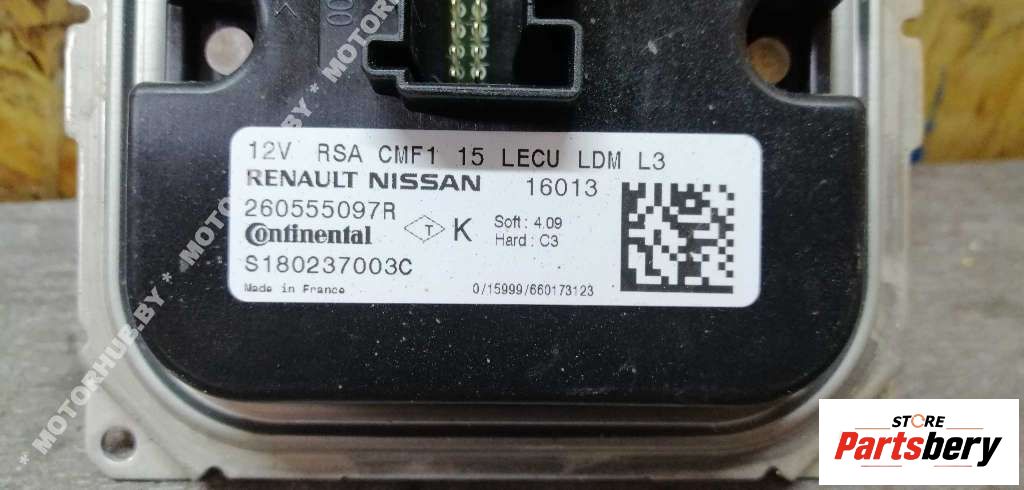 00
12V RSA CMF1 15 LECU LDM L3
RENAULT NISSAN 16013
260555097R
Continental T K Soft : 4.09
Hard : C3
S180237003C
Made in France 0/15999/660173123
* MOTORHUB.BY * MOTORHUB.BY * MOTORHUB.BY
STORE
Partsbery